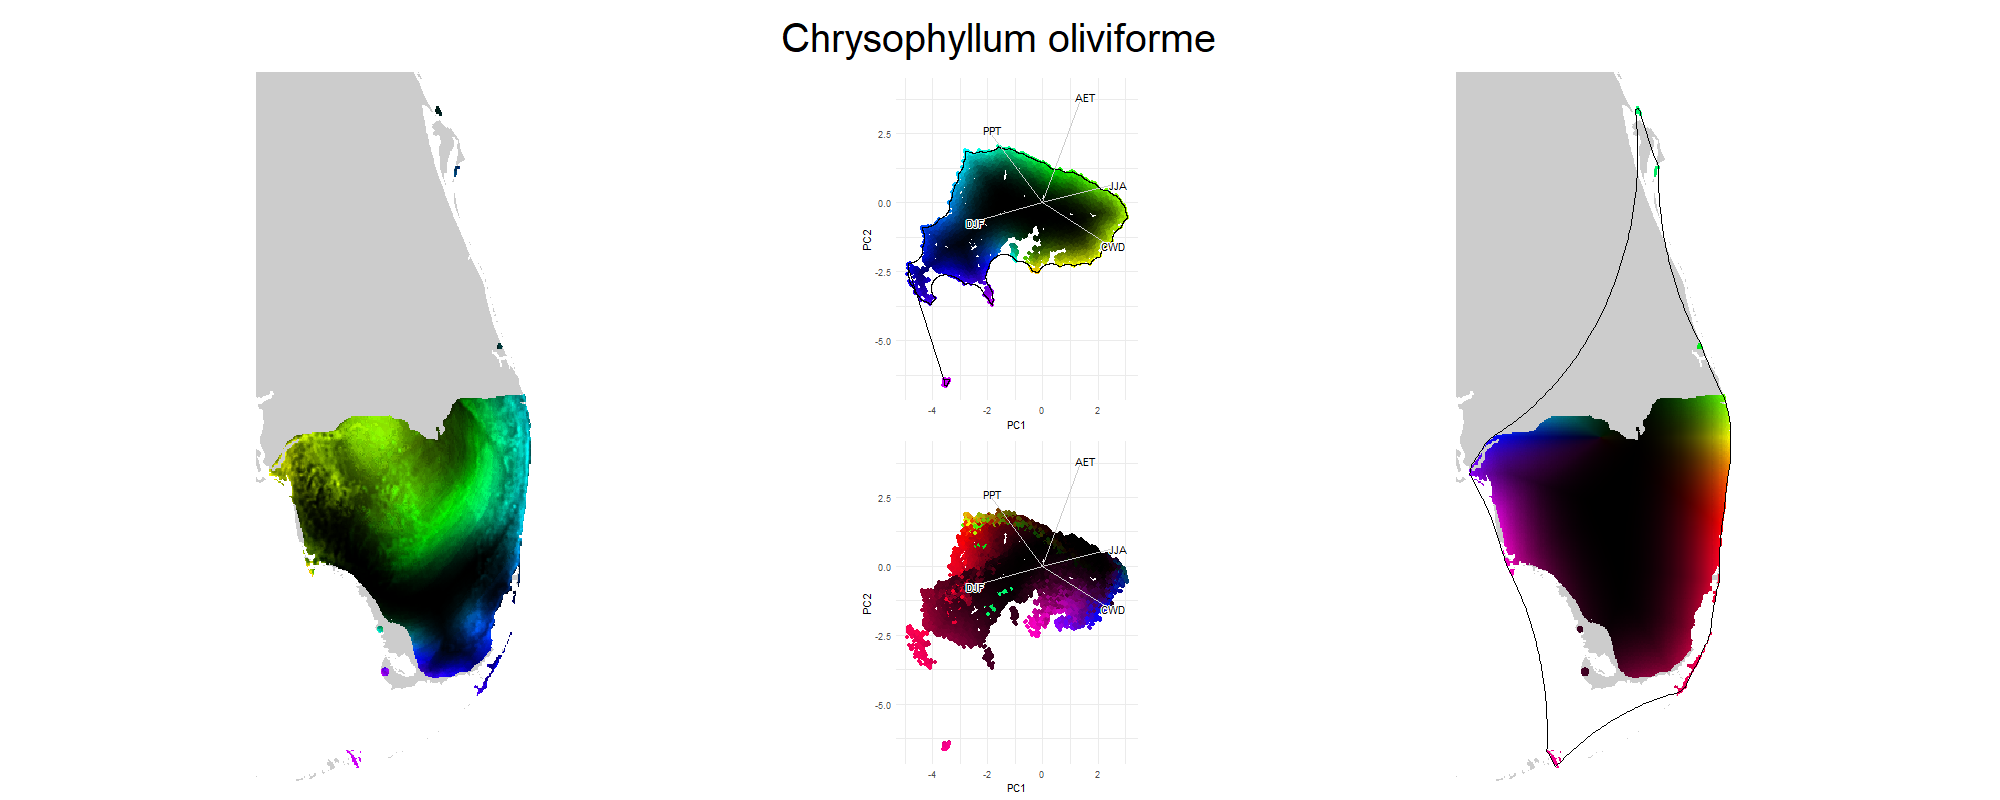 Chrysophyllum oliviforme
AET
PPT
2.5
JJA
0.0
DJF
PC2
CWD
-2.5
-5.0
-4 -2 0 2
PC1
AET
PPT
2.5
JJA
0.0
DJF
PC2
CWD
-2.5
-5.0
-4 -2 0 2
PC1